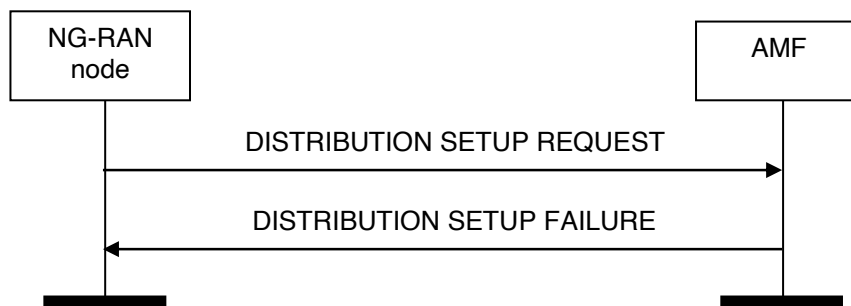 NG-RAN
node
AMF
DISTRIBUTION SETUP REQUEST
DISTRIBUTION SETUP FAILURE